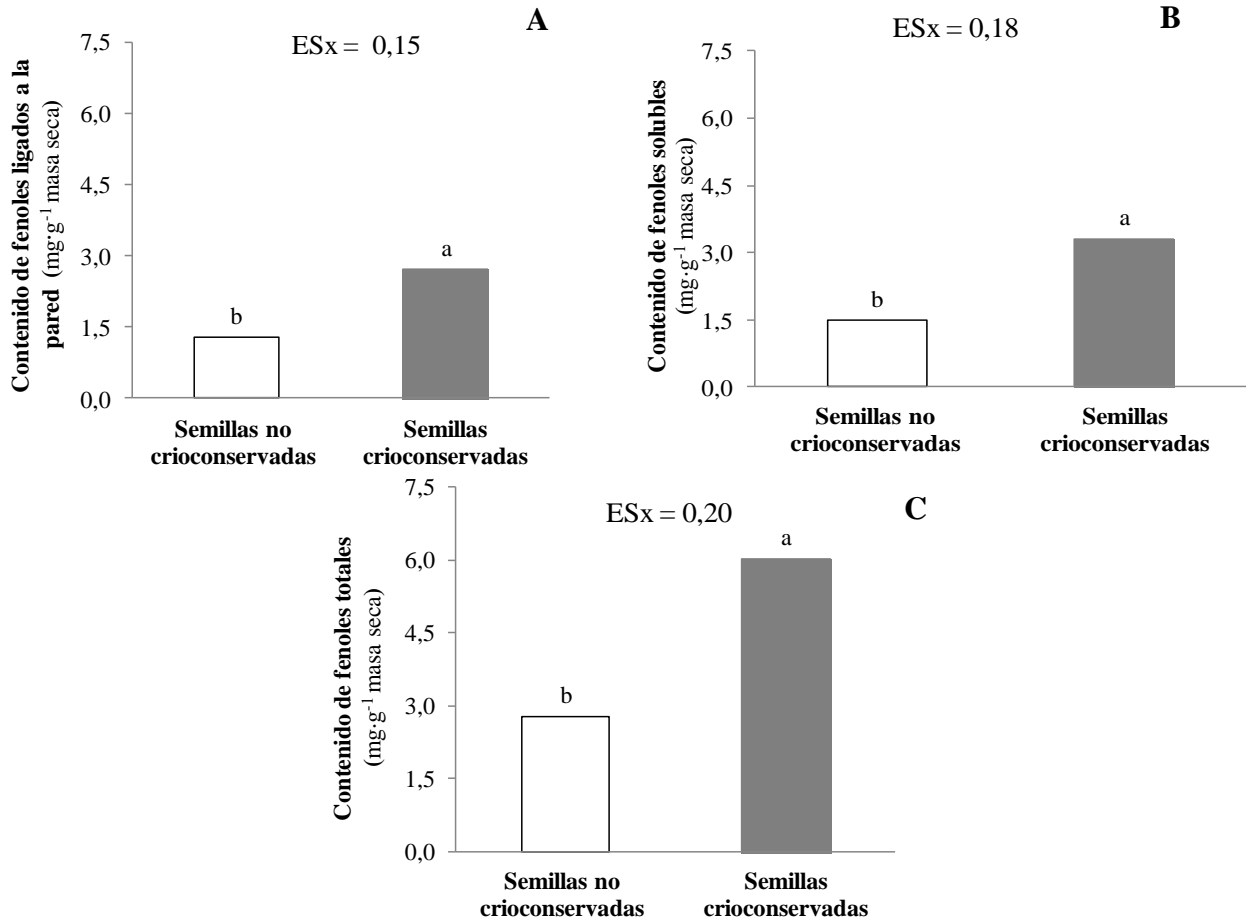 A
ESx = 0,15
Contenido de fenoles ligados a la
pared (mg·g-1 masa seca)
7,5
6,0
4,5
3,0
1,5
0,0
b
a
Semillas no
crioconservadas
Semillas
crioconservadas
B
ESx = 0,18
Contenido de fenoles solubles
(mg·g-1 masa seca)
7,5
6,0
4,5
3,0
1,5
0,0
b
a
Semillas no
crioconservadas
Semillas
crioconservadas
C
ESx = 0,20
Contenido de fenoles totales
(mg·g-1 masa seca)
7,5
6,0
4,5
3,0
1,5
0,0
b
a
Semillas no
crioconservadas
Semillas
crioconservadas